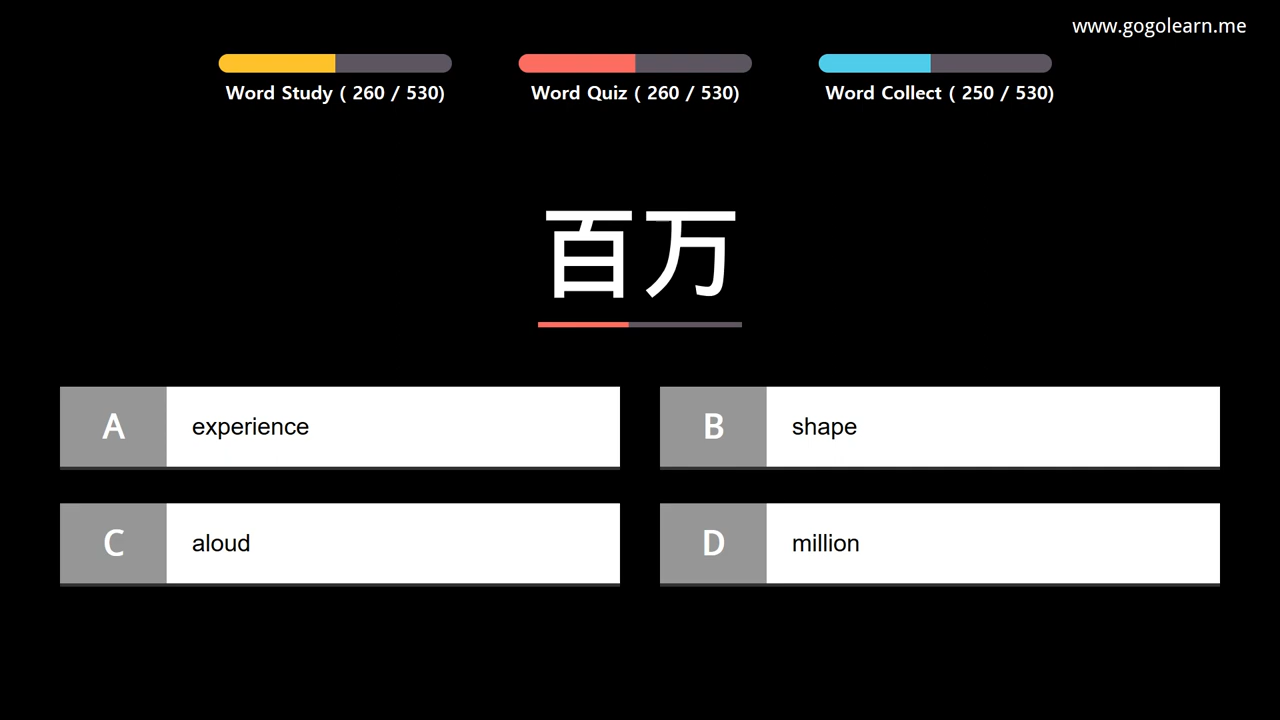 www.gogolearn.me
Word Study ( 260 / 530)
Word Quiz ( 260 / 530)
Word Collect ( 250 / 530)
百万
A experience
B shape
C aloud
D million